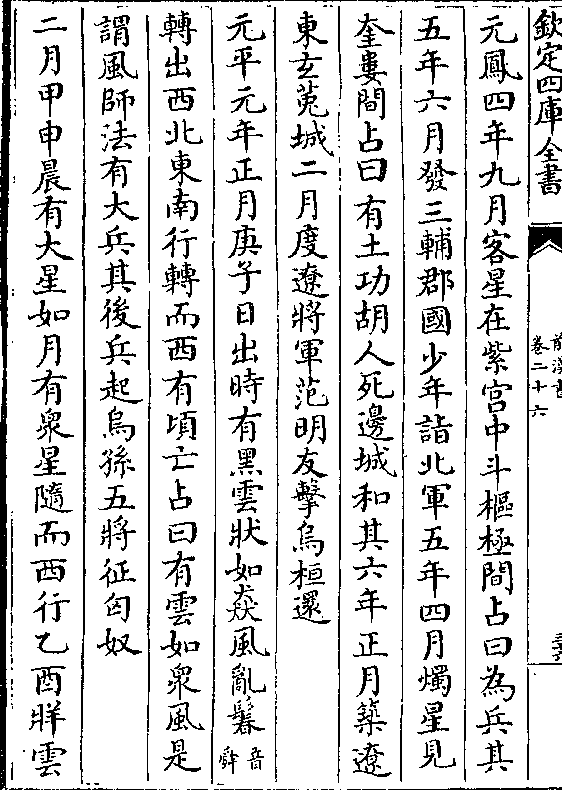 欽定四庫全書
前漢書
卷二十六
元鳳四年九月客星在紫宫中斗樞極間占曰為兵其
五年六月發三輔郡國少年詣北軍五年四月燭星見
奎婁間占曰有土功胡人死邊城和其六年正月築遼
東玄菟城二月度遼將軍范明友擊烏桓還
元平元年正月庚子日出時有黑雲狀如猋風亂鬊音舜
轉出西北東南行轉而西有頃亡占曰有雲如衆風是
謂風師法有大兵其後兵起烏孫五將征匈奴
二月甲申晨有大星如月有衆星隨而西行乙酉牂雲